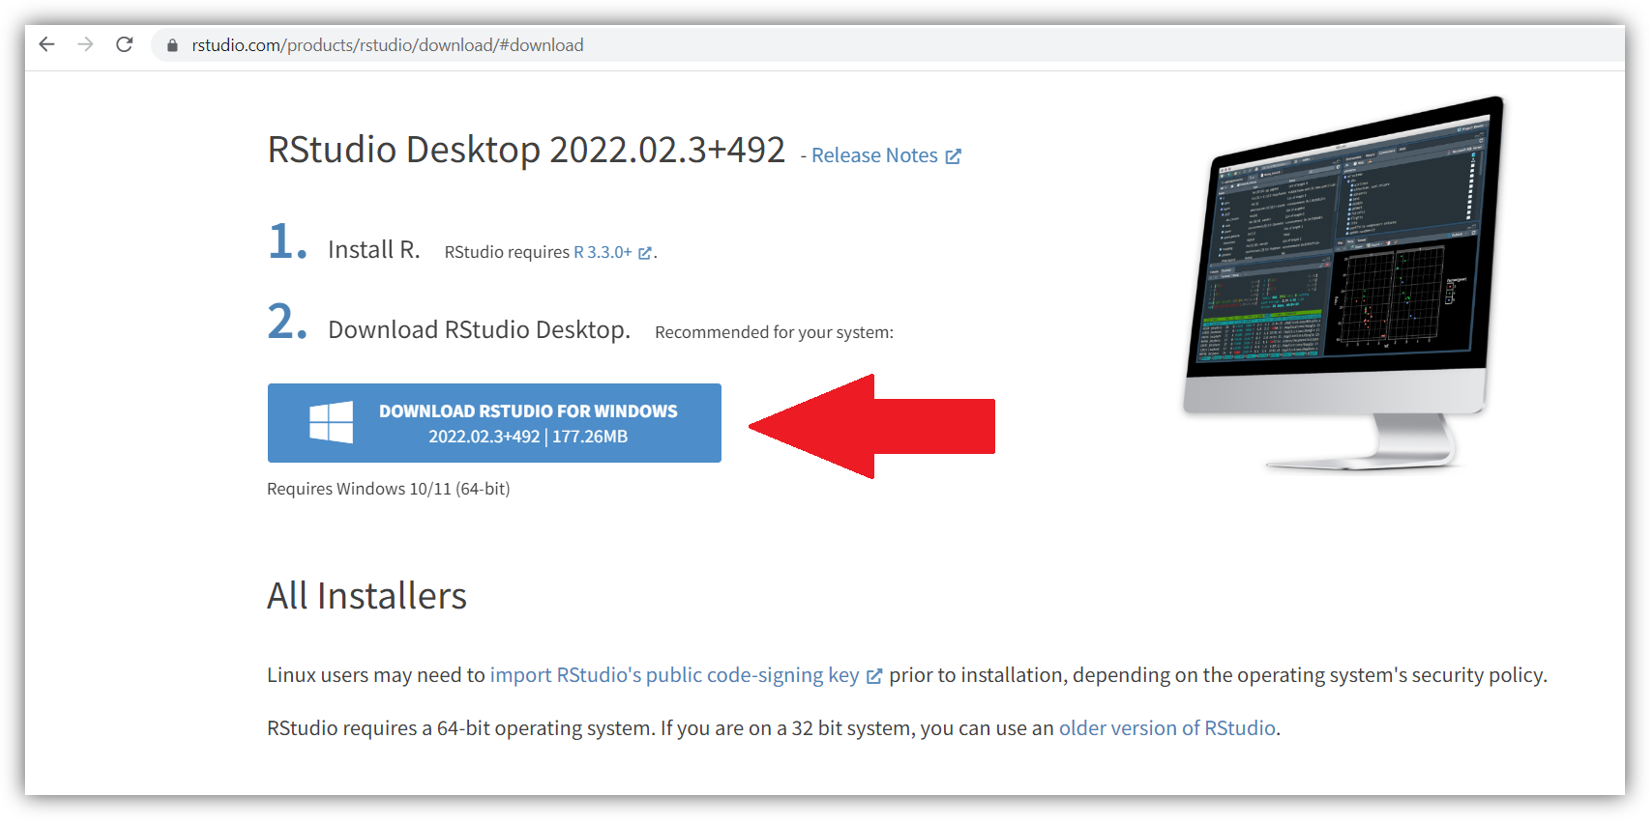 rstudio.com/products/rstudio/download/#download
RStudio Desktop 2022.02.3+492 - Release Notes
1. Install R. RStudio requires R 3.3.0+.
2. Download RStudio Desktop. Recommended for your system:
DOWNLOAD RSTUDIO FOR WINDOWS
2022.02.3+492 | 177.26MB
Requires Windows 10/11 (64-bit)
All Installers
Linux users may need to import RStudio's public code-signing key prior to installation, depending on the operating system's security policy.
RStudio requires a 64-bit operating system. If you are on a 32 bit system, you can use an older version of RStudio.